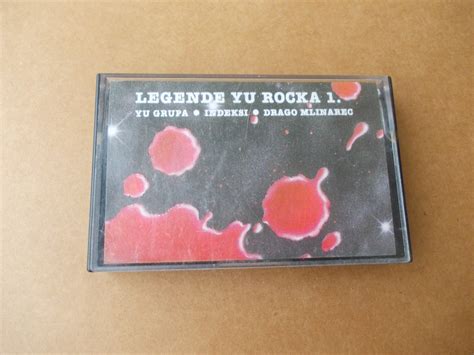 LEGENDE YU ROCKA 1.
YU GRUPA • INDEKSI • DRAGO MLINAREC